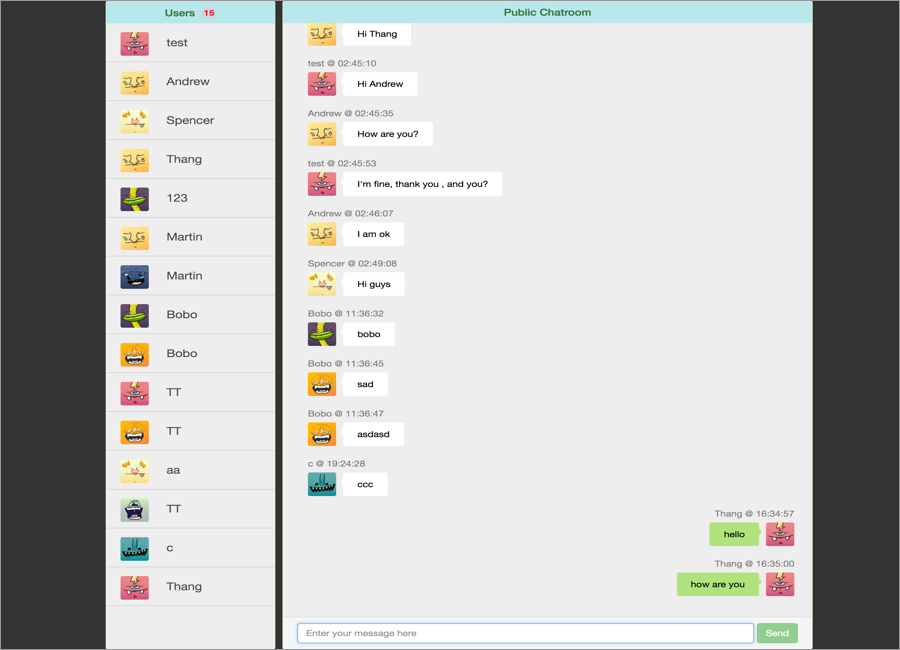 Users 15
test
Andrew
Spencer
Thang
123
Martin
Martin
Bobo
Bobo
TT
TT
aa
TT
c
Thang
Public Chatroom
Hi Thang
test @ 02:45:10
Hi Andrew
Andrew @ 02:45:35
How are you?
test @ 02:45:53
I'm fine, thank you , and you?
Andrew @ 02:46:07
I am ok
Spencer @ 02:49:08
Hi guys
Bobo @ 11:36:32
bobo
Bobo @ 11:36:45
sad
Bobo @ 11:36:47
asdasd
c @ 19:24:28
ccc
Thang @ 16:34:57
hello
Thang @ 16:35:00
how are you
Enter your message here
Send